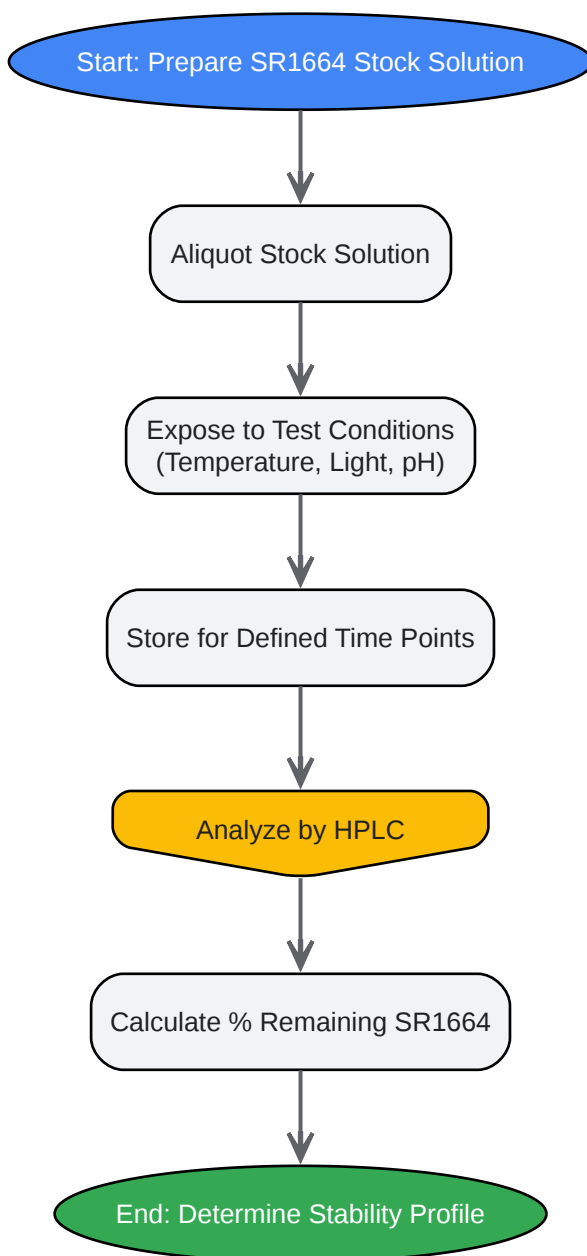 Start: Prepare SR1664 Stock Solution
Aliquot Stock Solution
Expose to Test Conditions
(Temperature, Light, pH)
Store for Defined Time Points
Analyze by HPLC
Calculate % Remaining SR1664
End: Determine Stability Profile